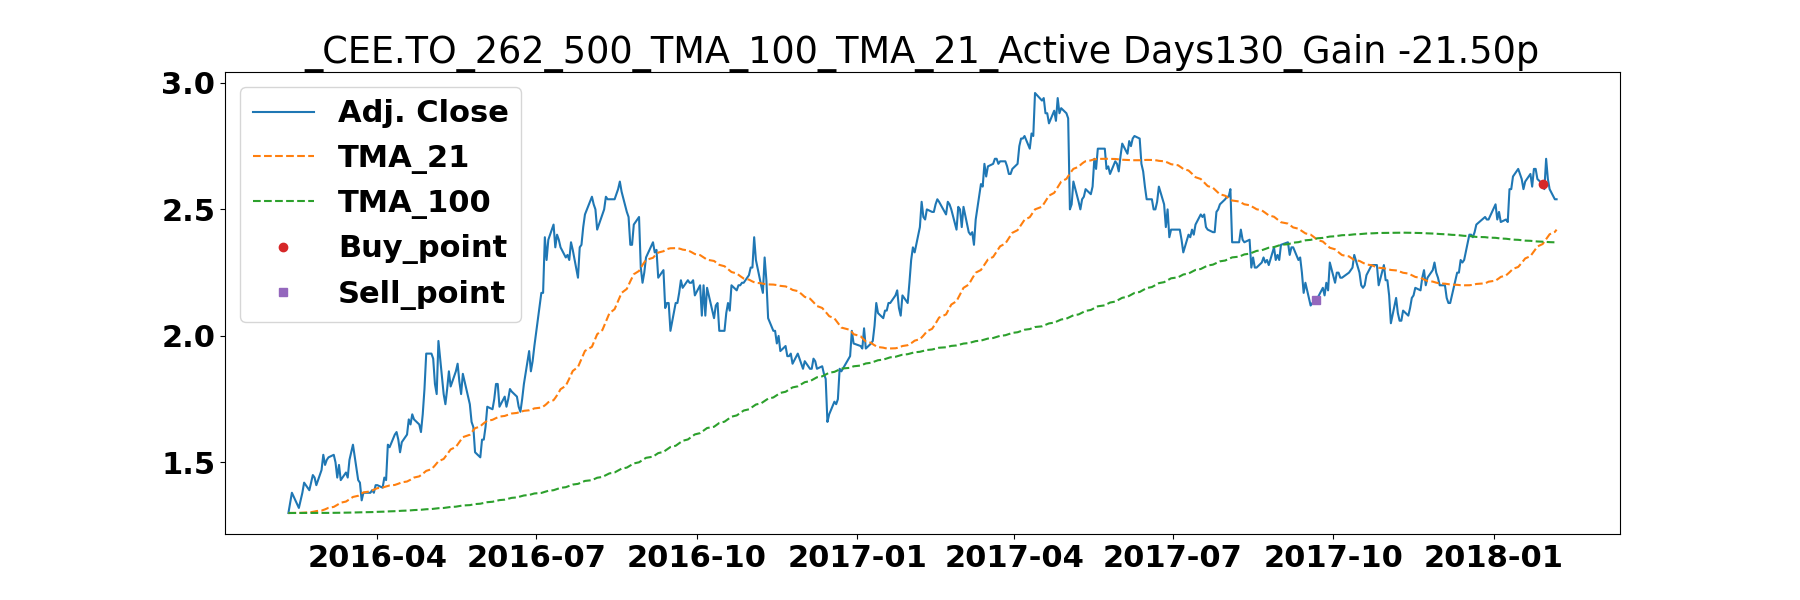 _CEE.TO_262_500_TMA_100_TMA_21_Active Days130_Gain -21.50p
3.0
2.5
2.0
1.5
Adj. Close
TMA_21
TMA_100
Buy_point
Sell_point
2016-04 2016-07 2016-10 2017-01 2017-04 2017-07 2017-10 2018-01